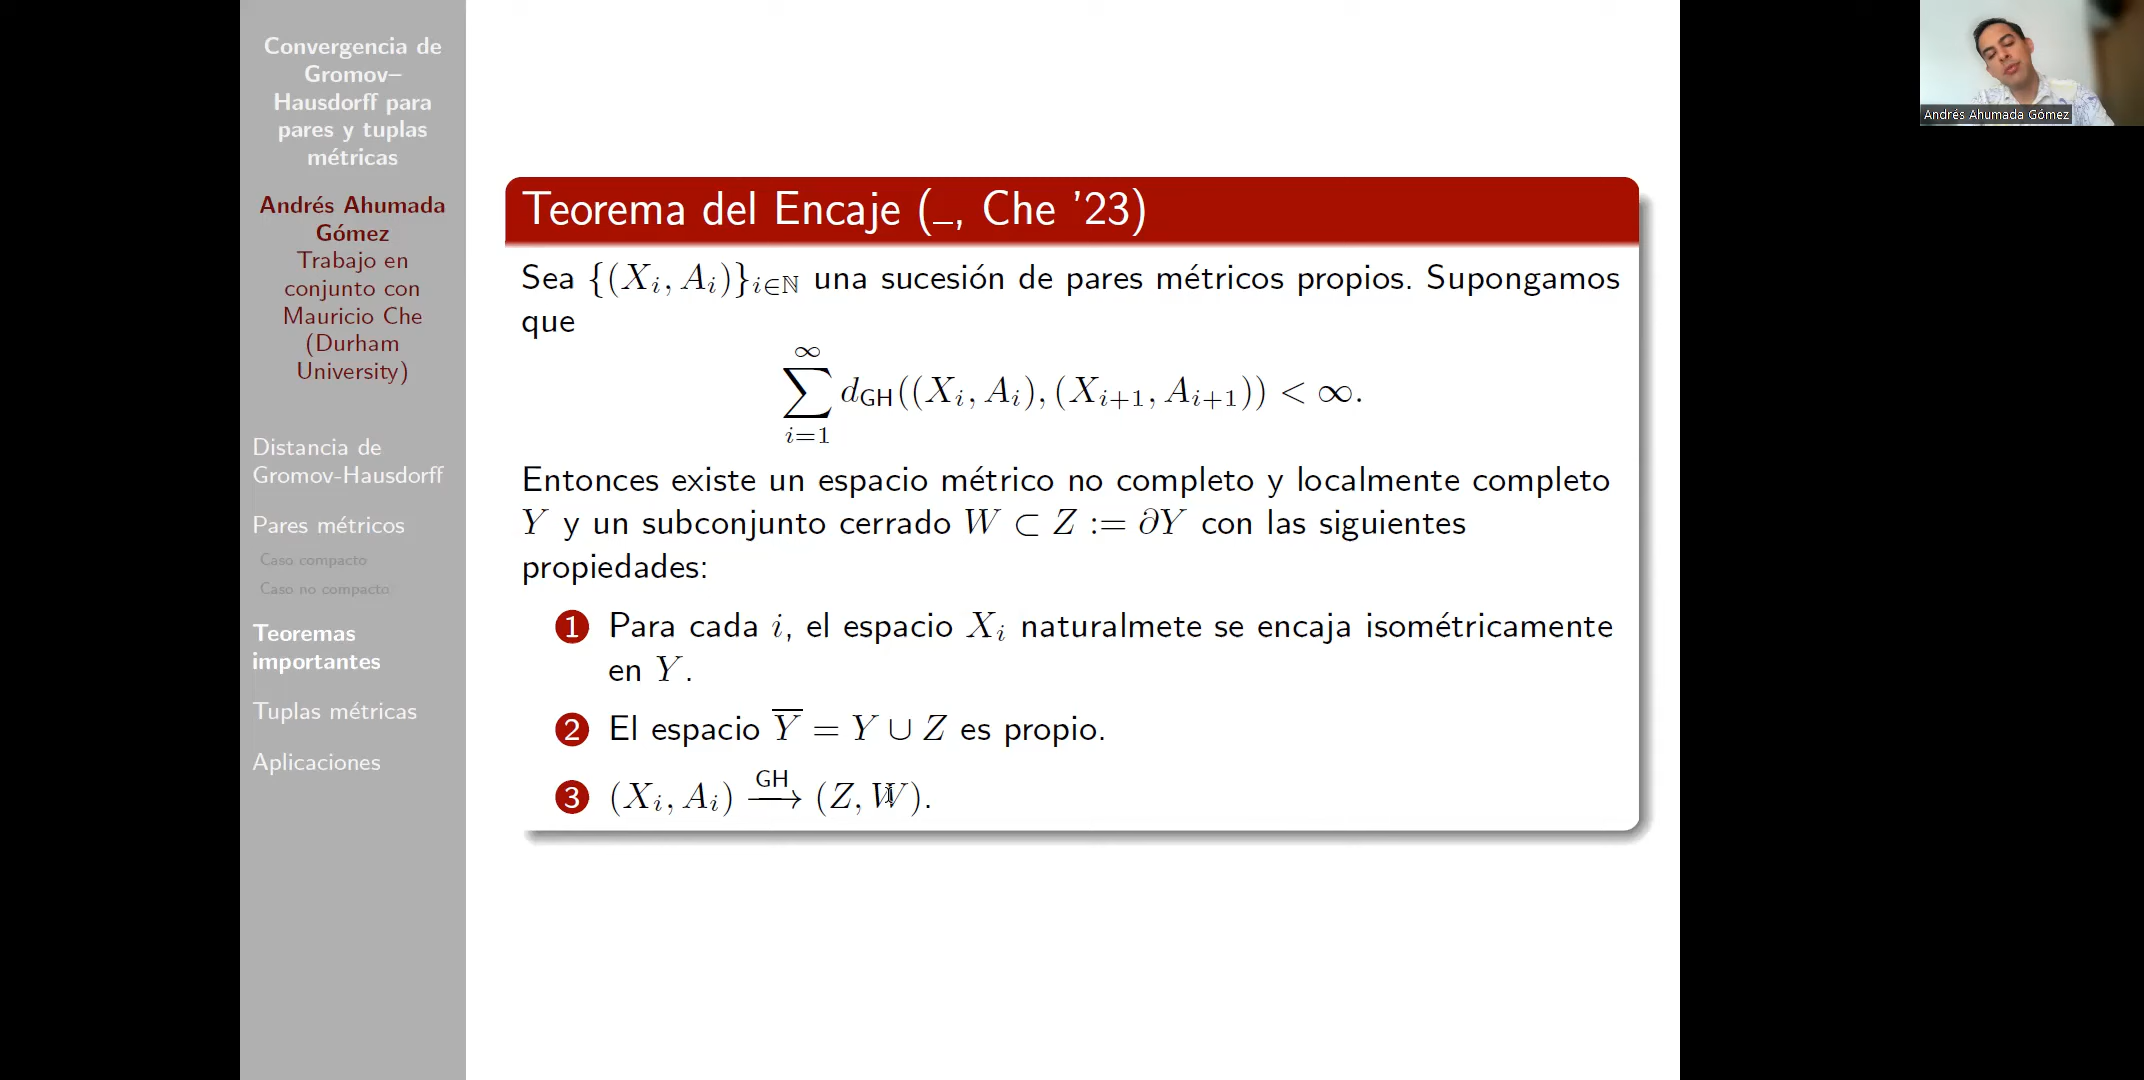 Convergencia de
Gromov–
Hausdorff para
pares y tuplas
métricas
Andrés Ahumada
Gómez
Trabajo en
conjunto con
Mauricio Che
(Durham
University)
Distancia de
Gromov-Hausdorff
Pares métricos
Caso compacto
Caso no compacto
Teoremas
importantes
Tuplas métricas
Aplicaciones
Teorema del Encaje (_, Che '23)
Sea {(X_i, A_i)}_{i∈ℕ} una sucesión de pares métricos propios. Supongamos
que
∑_{i=1}^{∞} d_{GH}((X_i, A_i), (X_{i+1}, A_{i+1})) < ∞.
Entonces existe un espacio métrico no completo y localmente completo
Y y un subconjunto cerrado W ⊂ Z := ∂Y con las siguientes
propiedades:
1 Para cada i, el espacio X_i naturalmete se encaja isométricamente
en Y.
2 El espacio Y̅ = Y ∪ Z es propio.
3 (X_i, A_i) —GH→ (Z, W).
Andrés Ahumada Gómez